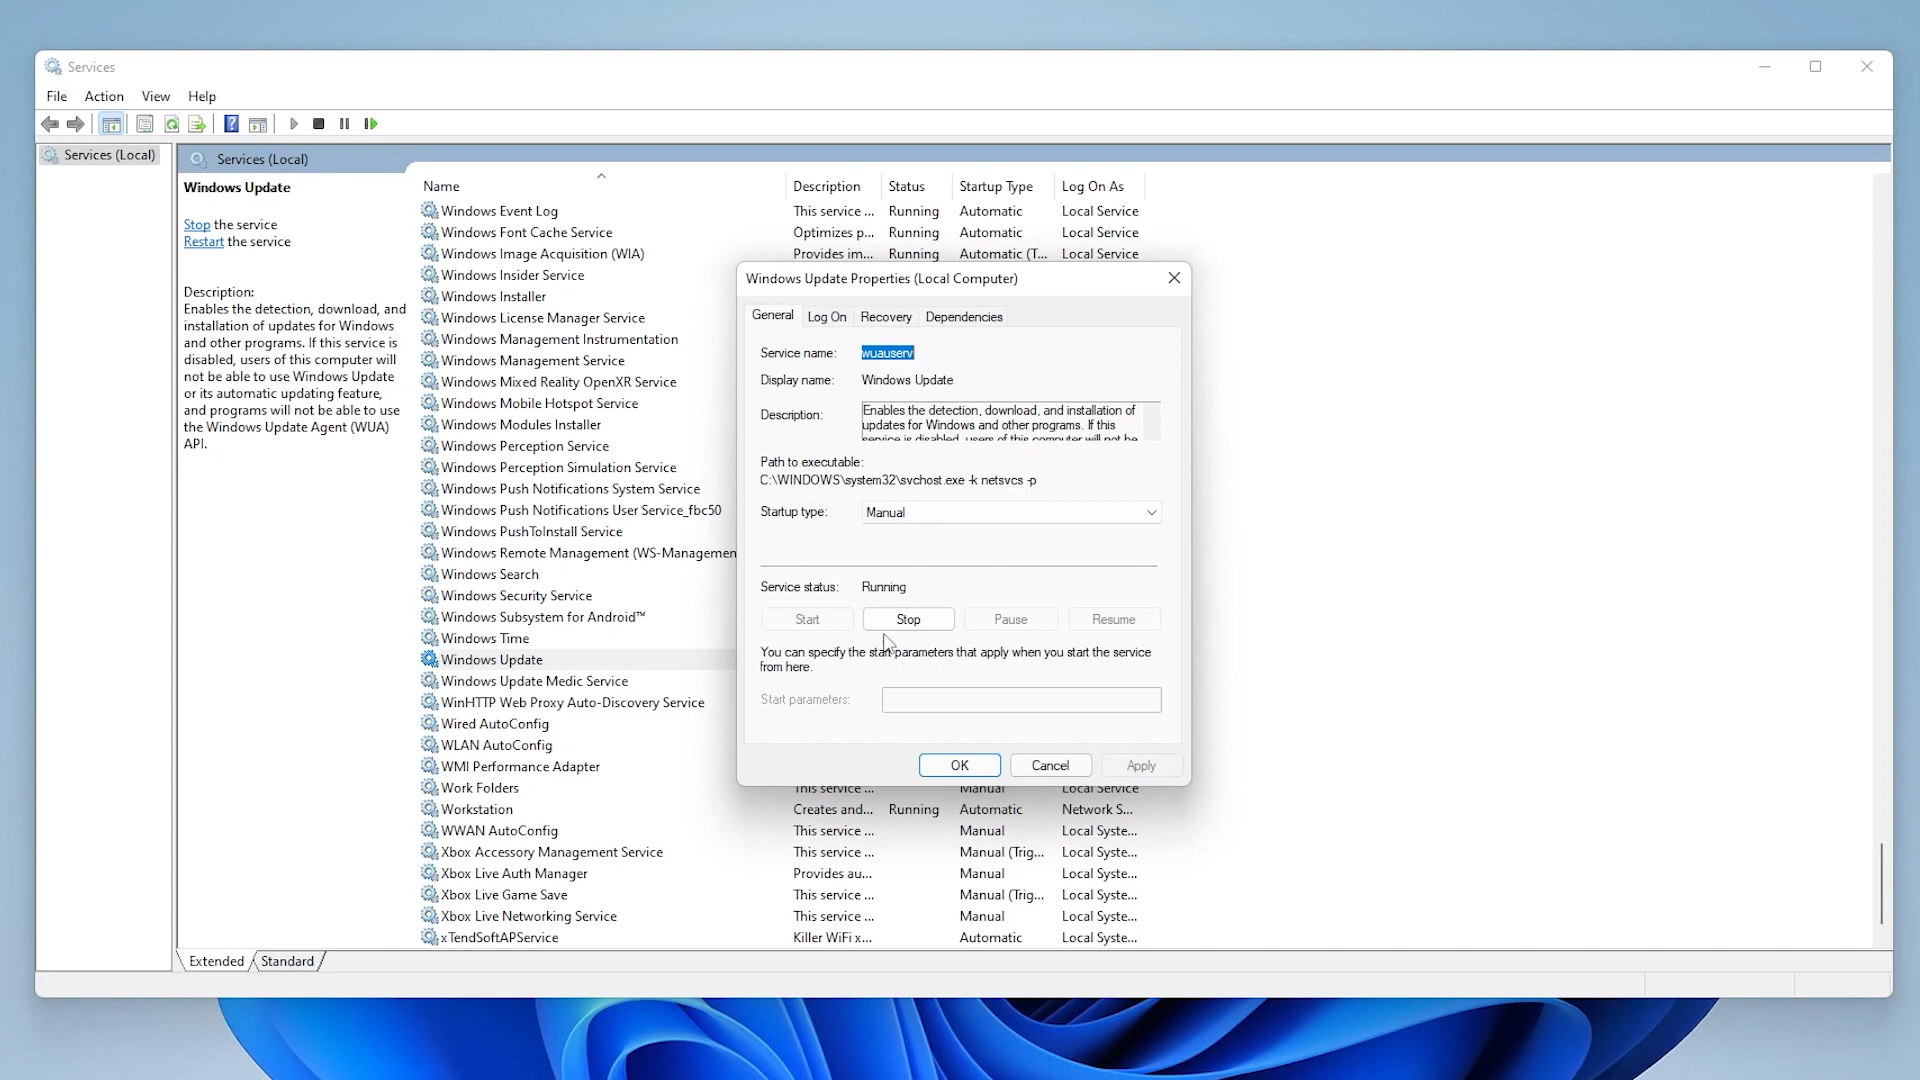 Services
File Action View Help
Services (Local)
Services (Local)
Windows Update
Stop the service
Restart the service
Description:
Enables the detection, download, and
installation of updates for Windows
and other programs. If this service is
disabled, users of this computer will
not be able to use Windows Update
or its automatic updating feature,
and programs will not be able to use
the Windows Update Agent (WUA)
API.
Name Description Status Startup Type Log On As
Windows Event Log This service ... Running Automatic Local Service
Windows Font Cache Service Optimizes p... Running Automatic Local Service
Windows Image Acquisition (WIA) Provides im... Running Automatic (T... Local Service
Windows Insider Service
Windows Installer
Windows License Manager Service
Windows Management Instrumentation
Windows Management Service
Windows Mixed Reality OpenXR Service
Windows Mobile Hotspot Service
Windows Modules Installer
Windows Perception Service
Windows Perception Simulation Service
Windows Push Notifications System Service
Windows Push Notifications User Service_fbc50
Windows PushToInstall Service
Windows Remote Management (WS-Managemen
Windows Search
Windows Security Service
Windows Subsystem for Android™
Windows Time
Windows Update
Windows Update Medic Service
WinHTTP Web Proxy Auto-Discovery Service
Wired AutoConfig
WLAN AutoConfig
WMI Performance Adapter
Work Folders This service ... Manual Local Service
Workstation Creates and... Running Automatic Network S...
WWAN AutoConfig This service ... Manual Local Syste...
Xbox Accessory Management Service This service ... Manual (Trig... Local Syste...
Xbox Live Auth Manager Provides au... Manual Local Syste...
Xbox Live Game Save This service ... Manual (Trig... Local Syste...
Xbox Live Networking Service This service ... Manual Local Syste...
xTendSoftAPService Killer WiFi x... Automatic Local Syste...
Extended Standard
Windows Update Properties (Local Computer)
General Log On Recovery Dependencies
Service name: wuauserv
Display name: Windows Update
Description: Enables the detection, download, and installation of
updates for Windows and other programs. If this
service is disabled, users of this computer will not be
Path to executable:
C:\WINDOWS\system32\svchost.exe -k netsvcs -p
Startup type: Manual
Service status: Running
Start Stop Pause Resume
You can specify the start parameters that apply when you start the service
from here.
Start parameters:
OK Cancel Apply